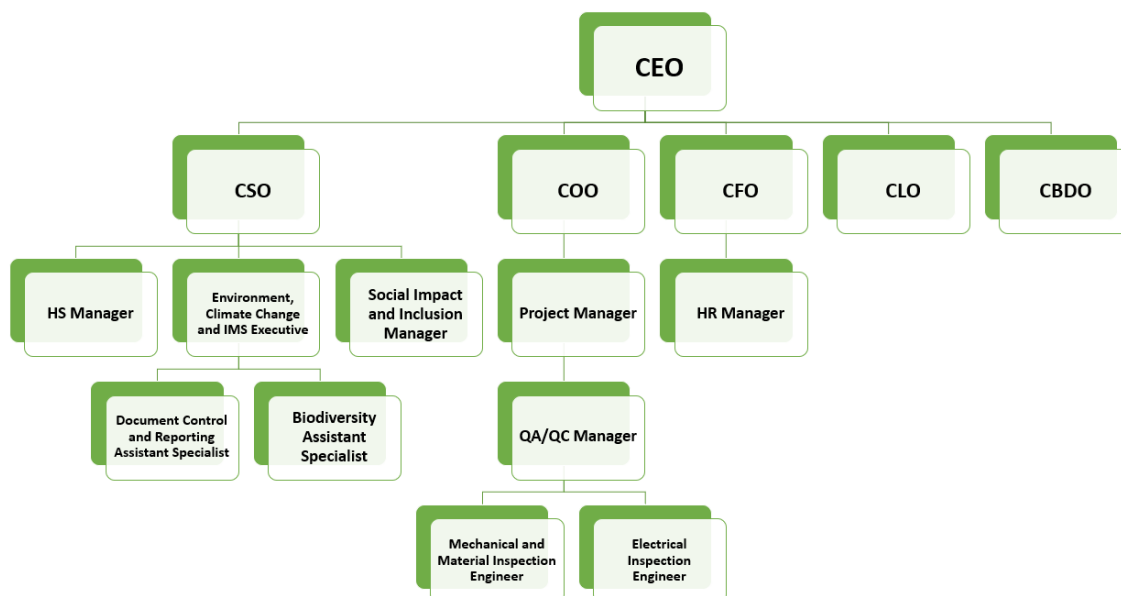 CEO
CSO
COO
CFO
CLO
CBDO
HS Manager
Environment,
Climate Change
and IMS Executive
Social Impact
and Inclusion
Manager
Project Manager
HR Manager
Document Control
and Reporting
Assistant Specialist
Biodiversity
Assistant
Specialist
QA/QC Manager
Mechanical and
Material Inspection
Engineer
Electrical
Inspection
Engineer